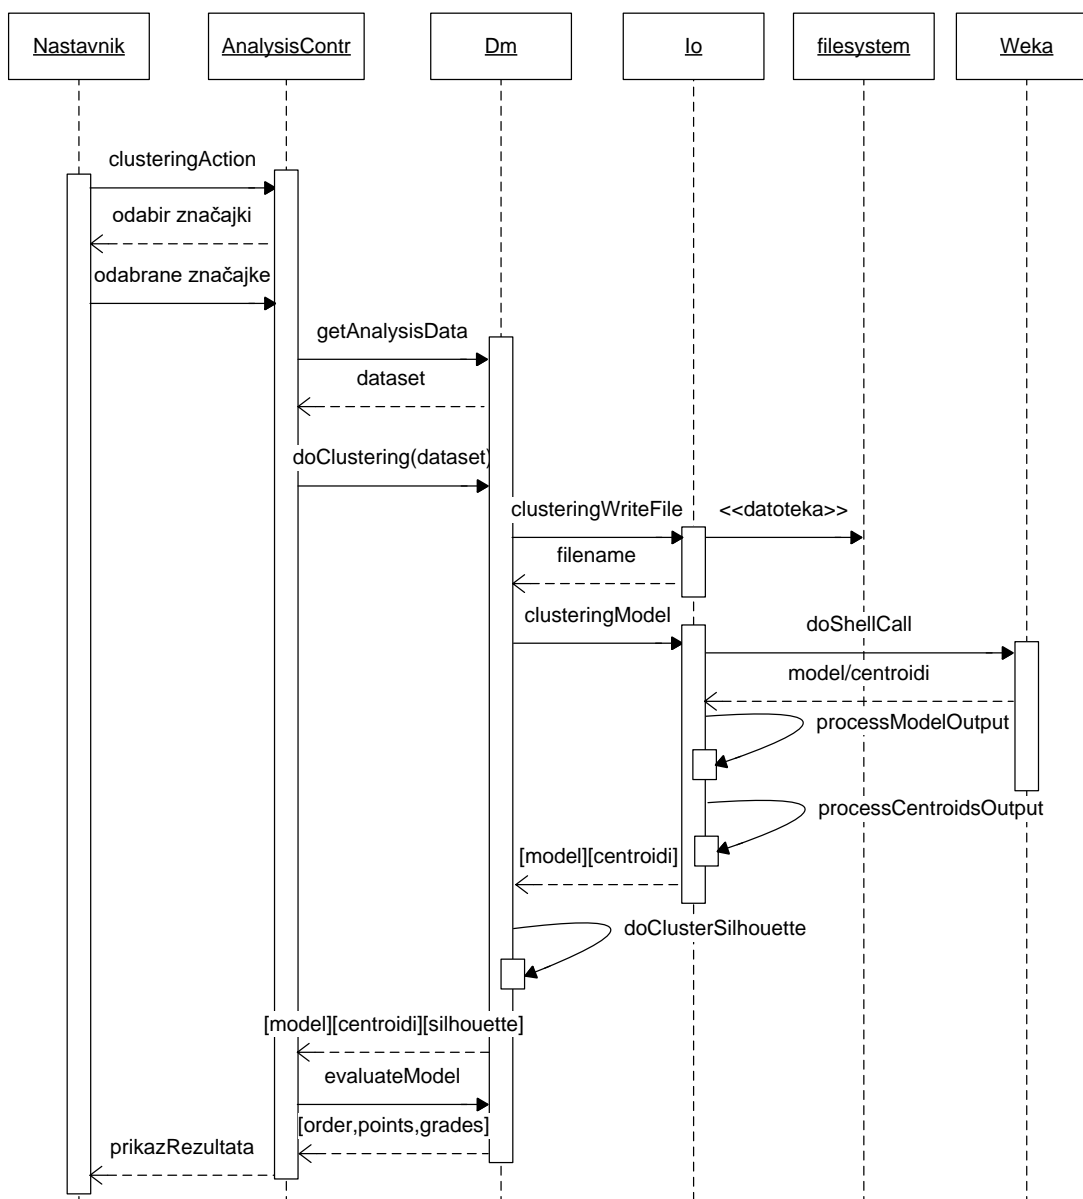 Nastavnik
AnalysisContr
Dm
Io
filesystem
Weka
clusteringAction
odabir značajki
odabrane značajke
getAnalysisData
dataset
doClustering(dataset)
clusteringWriteFile
<<datoteka>>
filename
clusteringModel
doShellCall
model/centroidi
processModelOutput
processCentroidsOutput
[model][centroidi]
doClusterSilhouette
[model][centroidi][silhouette]
evaluateModel
[order,points,grades]
prikazRezultata